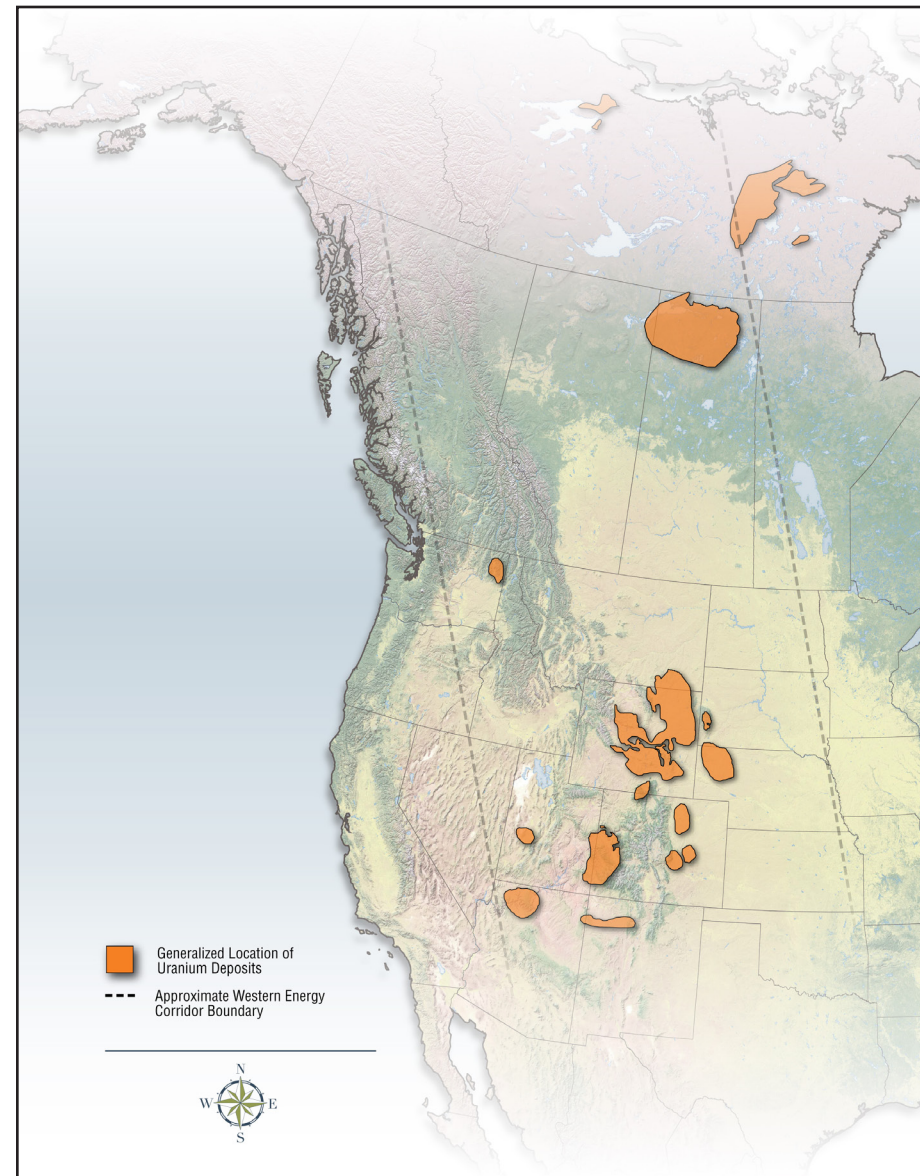 Generalized Location of
Uranium Deposits
Approximate Western Energy
Corridor Boundary
N
W E
S